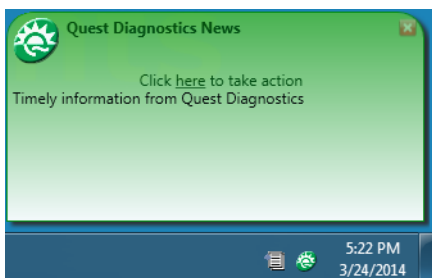 Quest Diagnostics News
Click here to take action
Timely information from Quest Diagnostics
5:22 PM
3/24/2014